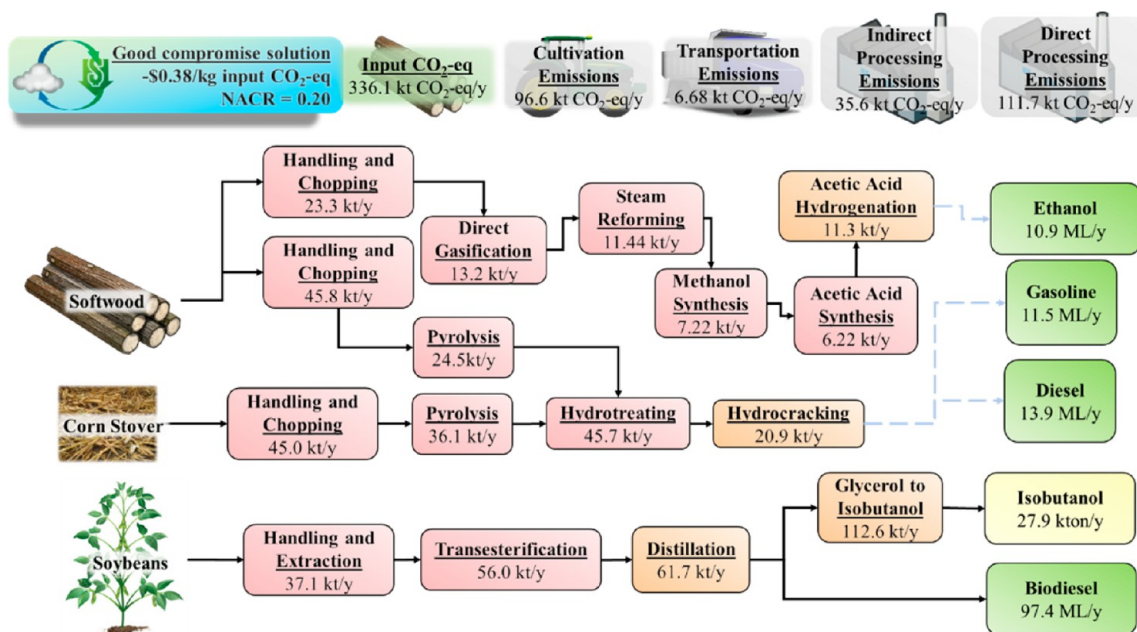 Good compromise solution
-$0.38/kg input CO₂-eq
NACR = 0.20
Input CO₂-eq
336.1 kt CO₂-eq/y
Cultivation
Emissions
96.6 kt CO₂-eq/y
Transportation
Emissions
6.68 kt CO₂-eq/y
Indirect
Processing
Emissions
35.6 kt CO₂-eq/y
Direct
Processing
Emissions
111.7 kt CO₂-eq/y
Handling and
Chopping
23.3 kt/y
Direct
Gasification
13.2 kt/y
Steam
Reforming
11.44 kt/y
Methanol
Synthesis
7.22 kt/y
Acetic Acid
Synthesis
6.22 kt/y
Acetic Acid
Hydrogenation
11.3 kt/y
Ethanol
10.9 ML/y
Softwood
Handling and
Chopping
45.8 kt/y
Pyrolysis
24.5kt/y
Gasoline
11.5 ML/y
Diesel
13.9 ML/y
Corn Stover
Handling and
Chopping
45.0 kt/y
Pyrolysis
36.1 kt/y
Hydrotreating
45.7 kt/y
Hydrocracking
20.9 kt/y
Soybeans
Handling and
Extraction
37.1 kt/y
Transesterification
56.0 kt/y
Distillation
61.7 kt/y
Glycerol to
Isobutanol
112.6 kt/y
Isobutanol
27.9 kton/y
Biodiesel
97.4 ML/y